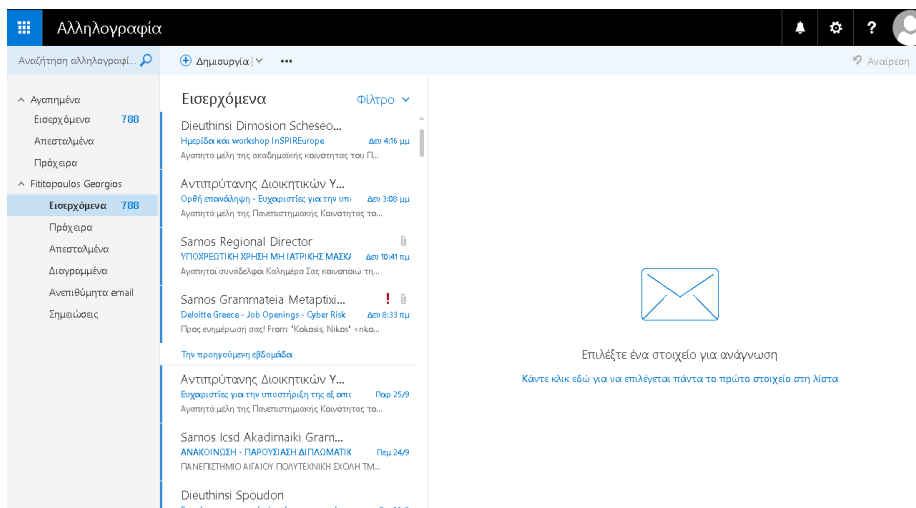 Αλληλογραφία
?
Αναζήτηση αλληλογραφί...
Δημιουργία
Αναίρεση
Αγαπημένα
Εισερχόμενα 788
Απεσταλμένα
Πρόχειρα
Fititopoulos Georgios
Εισερχόμενα 788
Πρόχειρα
Απεσταλμένα
Διαγραμμένα
Ανεπιθύμητα email
Σημειώσεις
Εισερχόμενα Φίλτρο
Dieuthinsi Dimosion Scheseo...
Ημερίδα και workshop InSPIREurope Δευ 4:16 μμ
Αγαπητά μέλη της ακαδημαϊκής κοινότητας του Π...
Αντιπρύτανης Διοικητικών Υ...
Ορθή επανάληψη - Ευχαριστίες για την υπο Δευ 3:08 μμ
Αγαπητά μέλη της Πανεπιστημιακής Κοινότητας το...
Samos Regional Director
ΥΠΟΧΡΕΩΤΙΚΗ ΧΡΗΣΗ ΜΗ ΙΑΤΡΙΚΗΣ ΜΑΣΚΑ Δευ 10:41 πμ
Αγαπητοί συνάδελφοι Καλημέρα Σας κοινοποιώ τη...
Samos Grammateia Metaptixi...
Deloitte Greece - Job Openings - Cyber Risk Δευ 8:33 πμ
Προς ενημέρωσή σας! From: "Kokosis, Nikos" <nko...
Την προηγούμενη εβδομάδα
Αντιπρύτανης Διοικητικών Υ...
Ευχαριστίες για την υποστήριξη της εξ απο Παρ 25/9
Αγαπητά μέλη της Πανεπιστημιακής Κοινότητας το...
Samos Icsd Akadimaiki Gram...
ΑΝΑΚΟΙΝΩΣΗ - ΠΑΡΟΥΣΙΑΣΗ ΔΙΠΛΩΜΑΤΙΚ Πεμ 24/9
ΠΑΝΕΠΙΣΤΗΜΙΟ ΑΙΓΑΙΟΥ ΠΟΛΥΤΕΧΝΙΚΗ ΣΧΟΛΗ ΤΜ...
Dieuthinsi Spoudon
Επιλέξτε ένα στοιχείο για ανάγνωση
Κάντε κλικ εδώ για να επιλέγεται πάντα το πρώτο στοιχείο στη λίστα